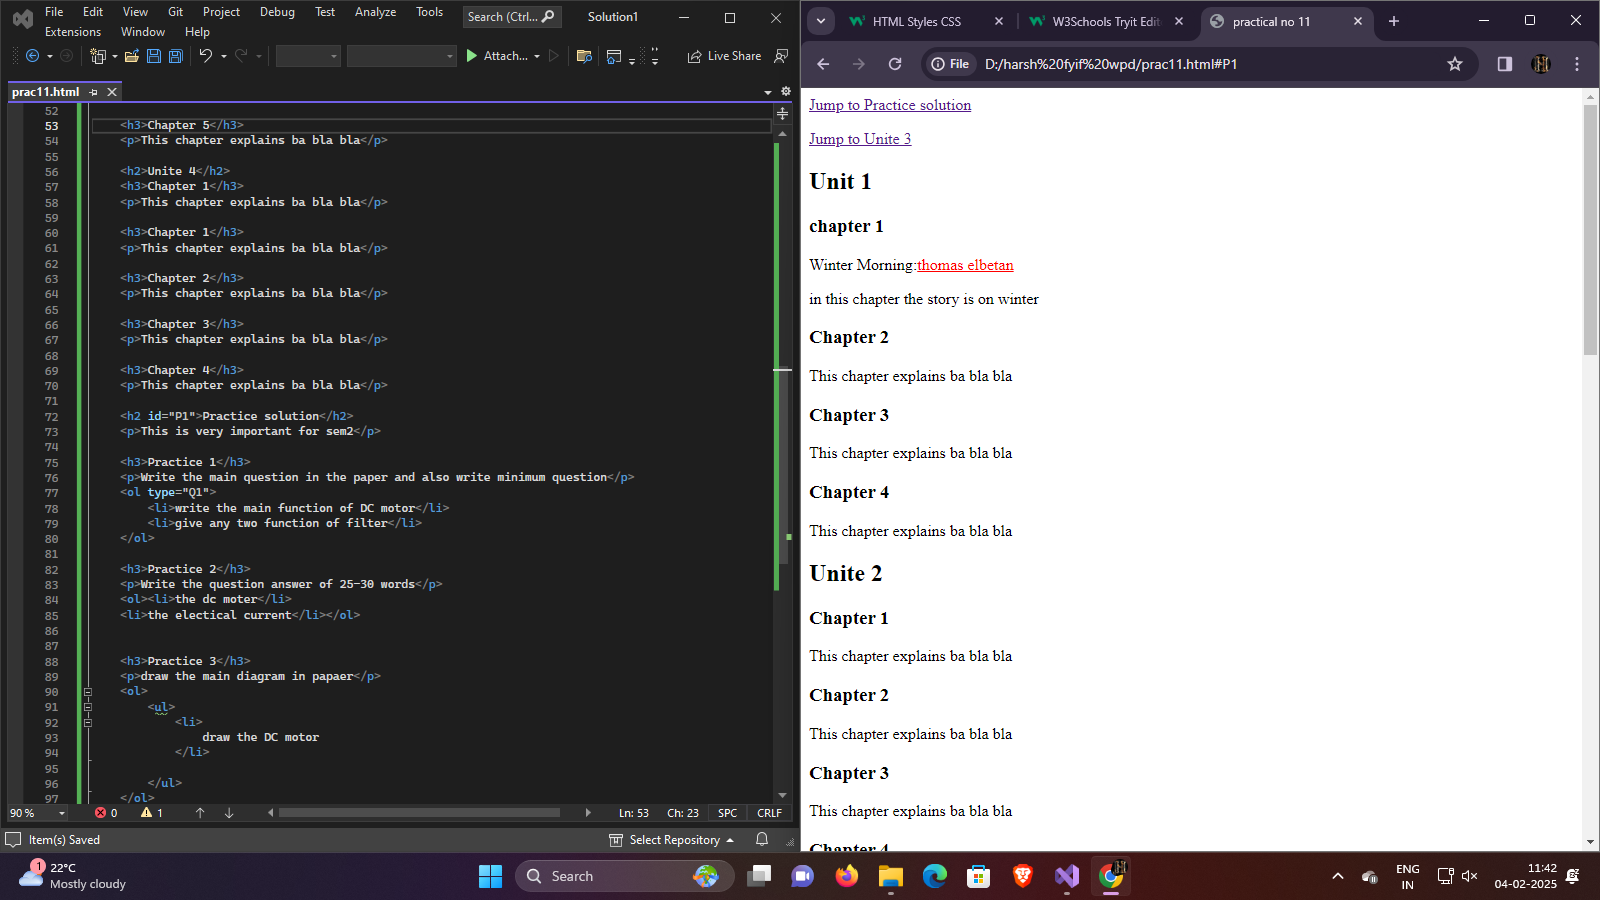 File Edit View Git Project Debug Test Analyze Tools Search (Ctrl... Solution1
Extensions Window Help
Attach... Live Share
prac11.html
52
53 <h3>Chapter 5</h3>
54 <p>This chapter explains ba bla bla</p>
55
56 <h2>Unite 4</h2>
57 <h3>Chapter 1</h3>
58 <p>This chapter explains ba bla bla</p>
59
60 <h3>Chapter 1</h3>
61 <p>This chapter explains ba bla bla</p>
62
63 <h3>Chapter 2</h3>
64 <p>This chapter explains ba bla bla</p>
65
66 <h3>Chapter 3</h3>
67 <p>This chapter explains ba bla bla</p>
68
69 <h3>Chapter 4</h3>
70 <p>This chapter explains ba bla bla</p>
71
72 <h2 id="P1">Practice solution</h2>
73 <p>This is very important for sem2</p>
74
75 <h3>Practice 1</h3>
76 <p>Write the main question in the paper and also write minimum question</p>
77 <ol type="Q1">
78 <li>write the main function of DC motor</li>
79 <li>give any two function of filter</li>
80 </ol>
81
82 <h3>Practice 2</h3>
83 <p>Write the question answer of 25-30 words</p>
84 <ol><li>the dc moter</li>
85 <li>the electical current</li></ol>
86
87
88 <h3>Practice 3</h3>
89 <p>draw the main diagram in papaer</p>
90 <ol>
91 <ul>
92 <li>
93 draw the DC motor
94 </li>
95
96 </ul>
97 </ol>
90 % 0 1 Ln: 53 Ch: 23 SPC CRLF
Item(s) Saved Select Repository
HTML Styles CSS W3Schools Tryit Edit practical no 11
File D:/harsh%20fyif%20wpd/prac11.html#P1
Jump to Practice solution
Jump to Unite 3
Unit 1
chapter 1
Winter Morning:thomas elbetan
in this chapter the story is on winter
Chapter 2
This chapter explains ba bla bla
Chapter 3
This chapter explains ba bla bla
Chapter 4
This chapter explains ba bla bla
Unite 2
Chapter 1
This chapter explains ba bla bla
Chapter 2
This chapter explains ba bla bla
Chapter 3
This chapter explains ba bla bla
Chapter 4
1 22°C
Mostly cloudy
Search
ENG
IN
11:42
04-02-2025